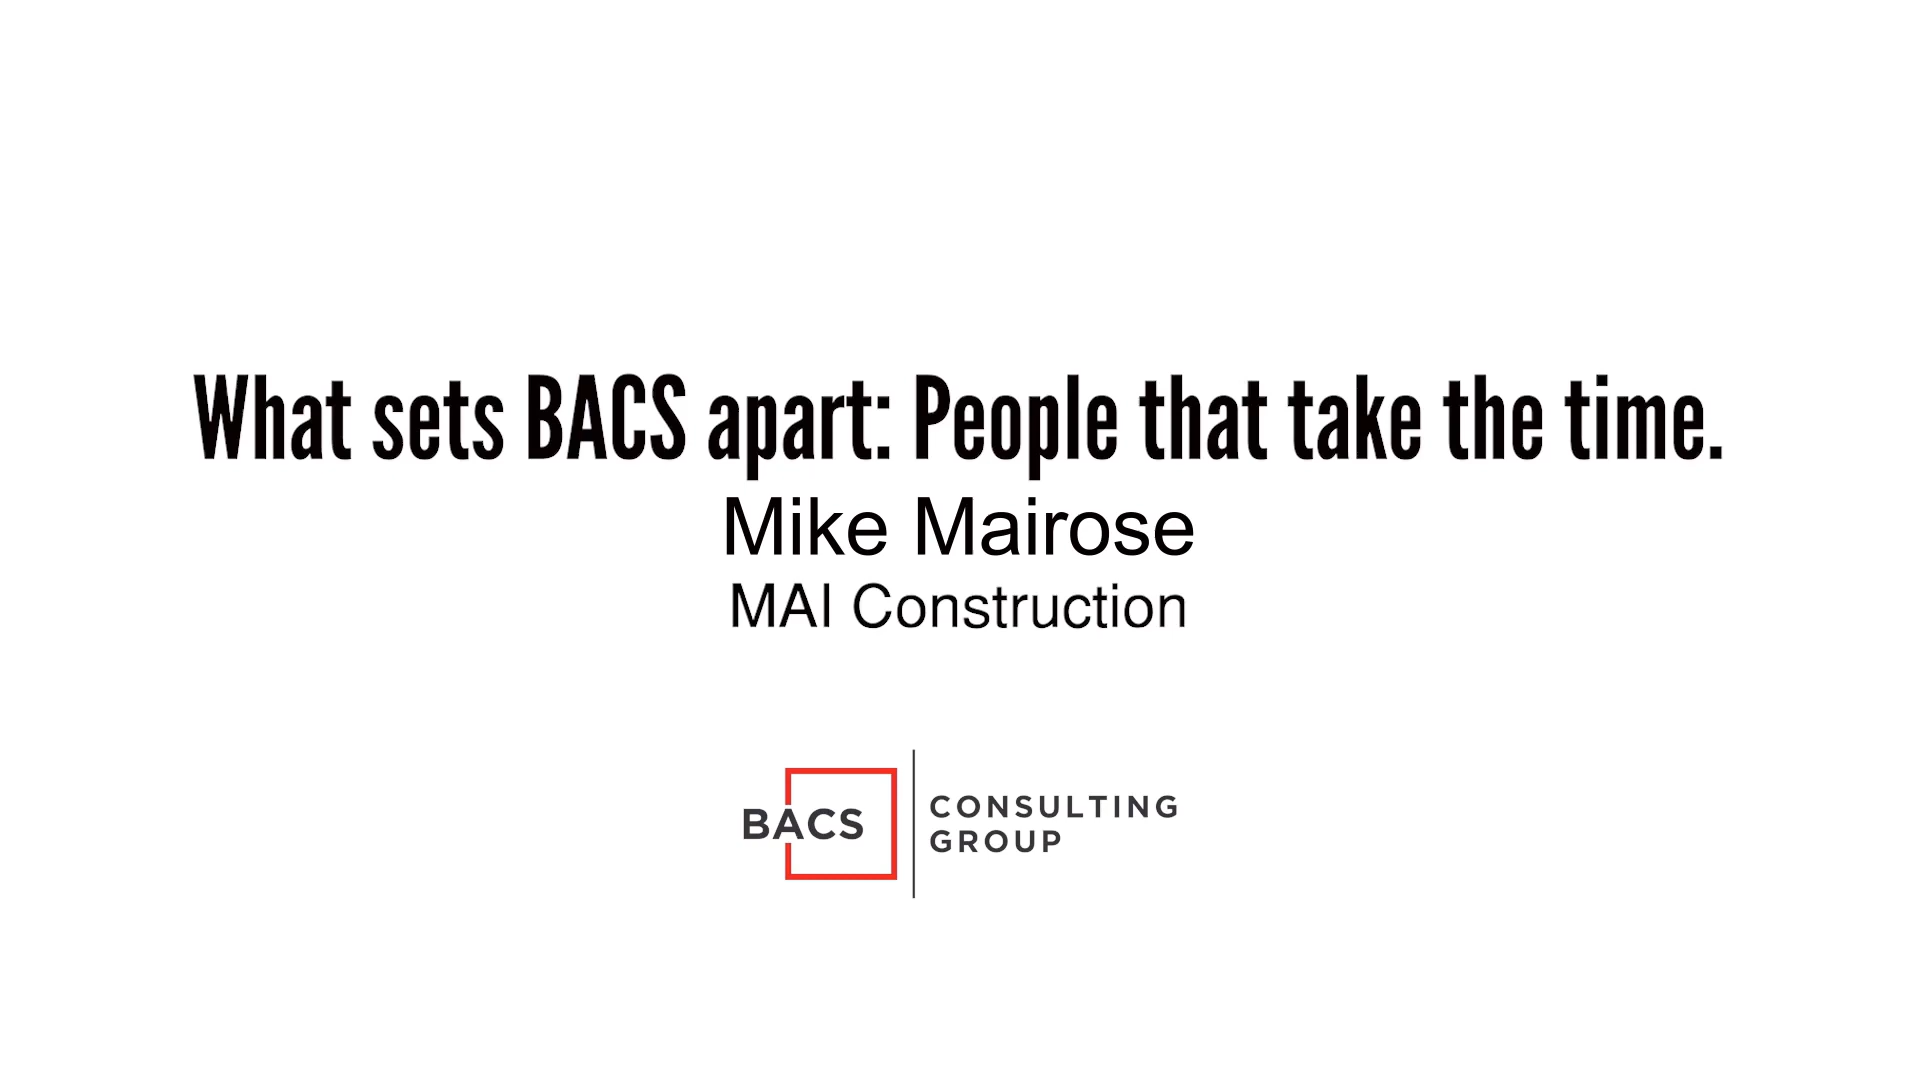 What sets BACS apart: People that take the time.
Mike Mairose
MAI Construction
BACS
CONSULTING
GROUP